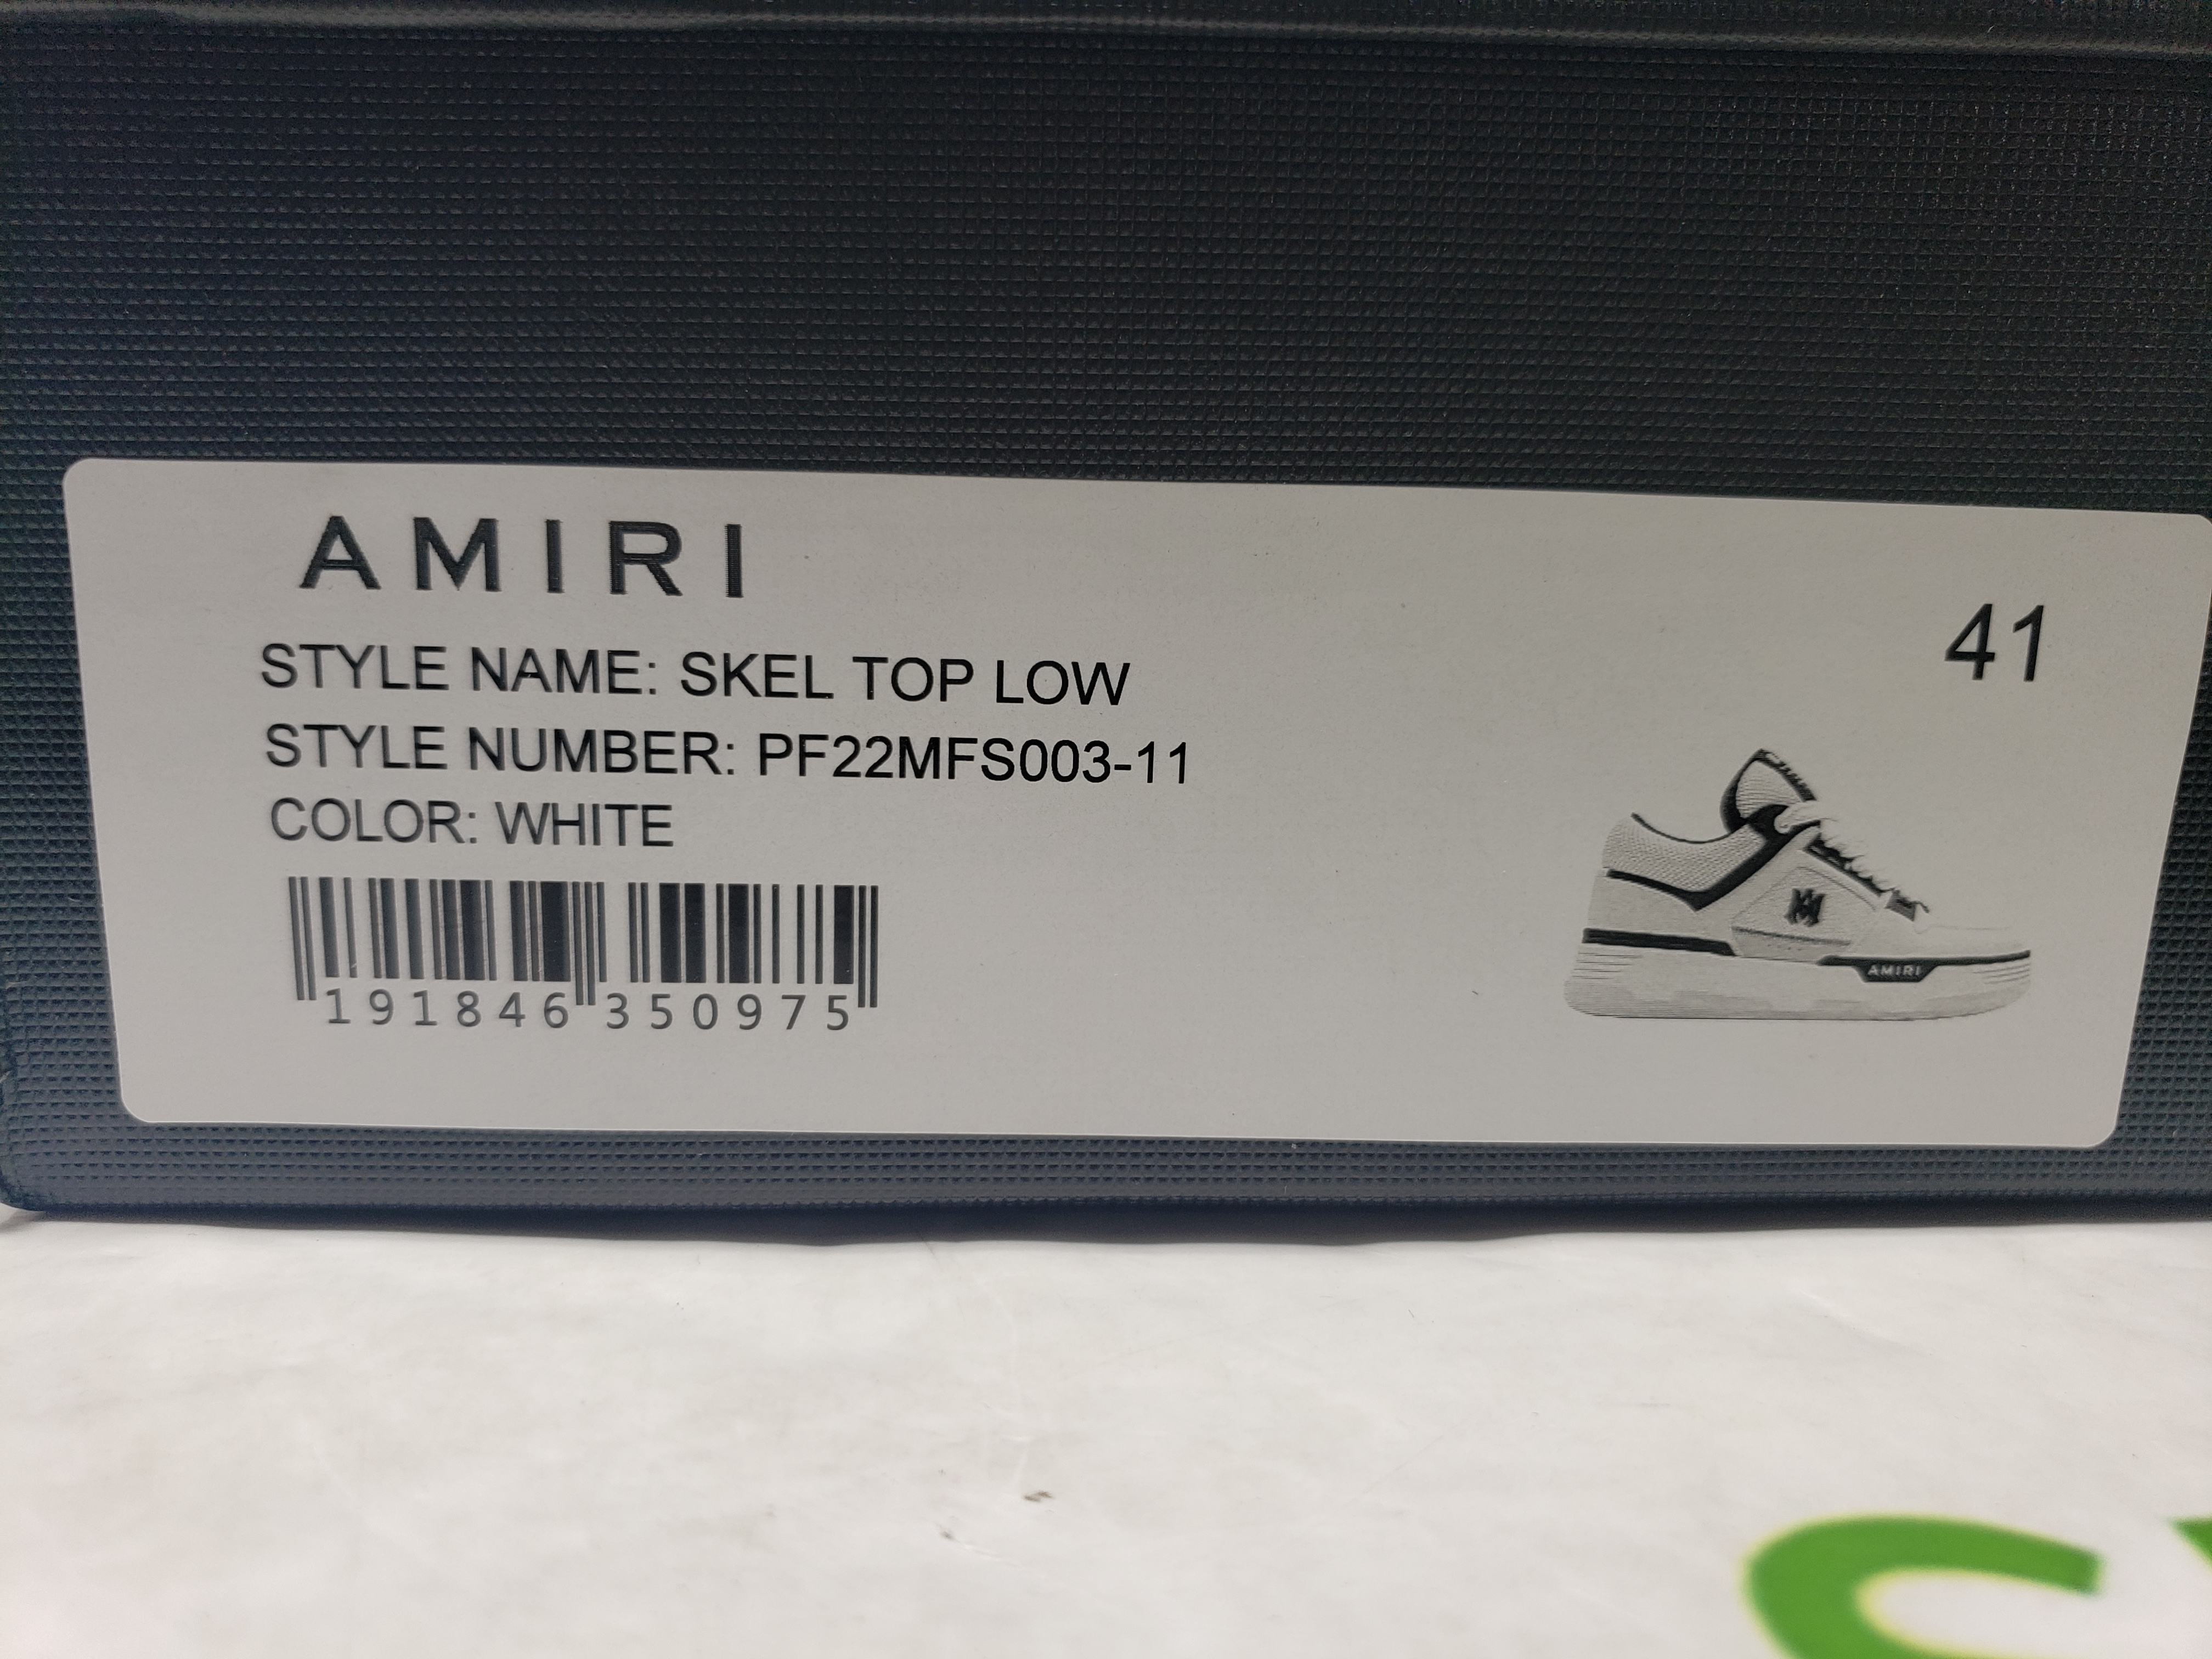 AMIRI
41
STYLE NAME: SKEL TOP LOW
STYLE NUMBER: PF22MFS003-11
COLOR: WHITE
AMIRI
191846 350975